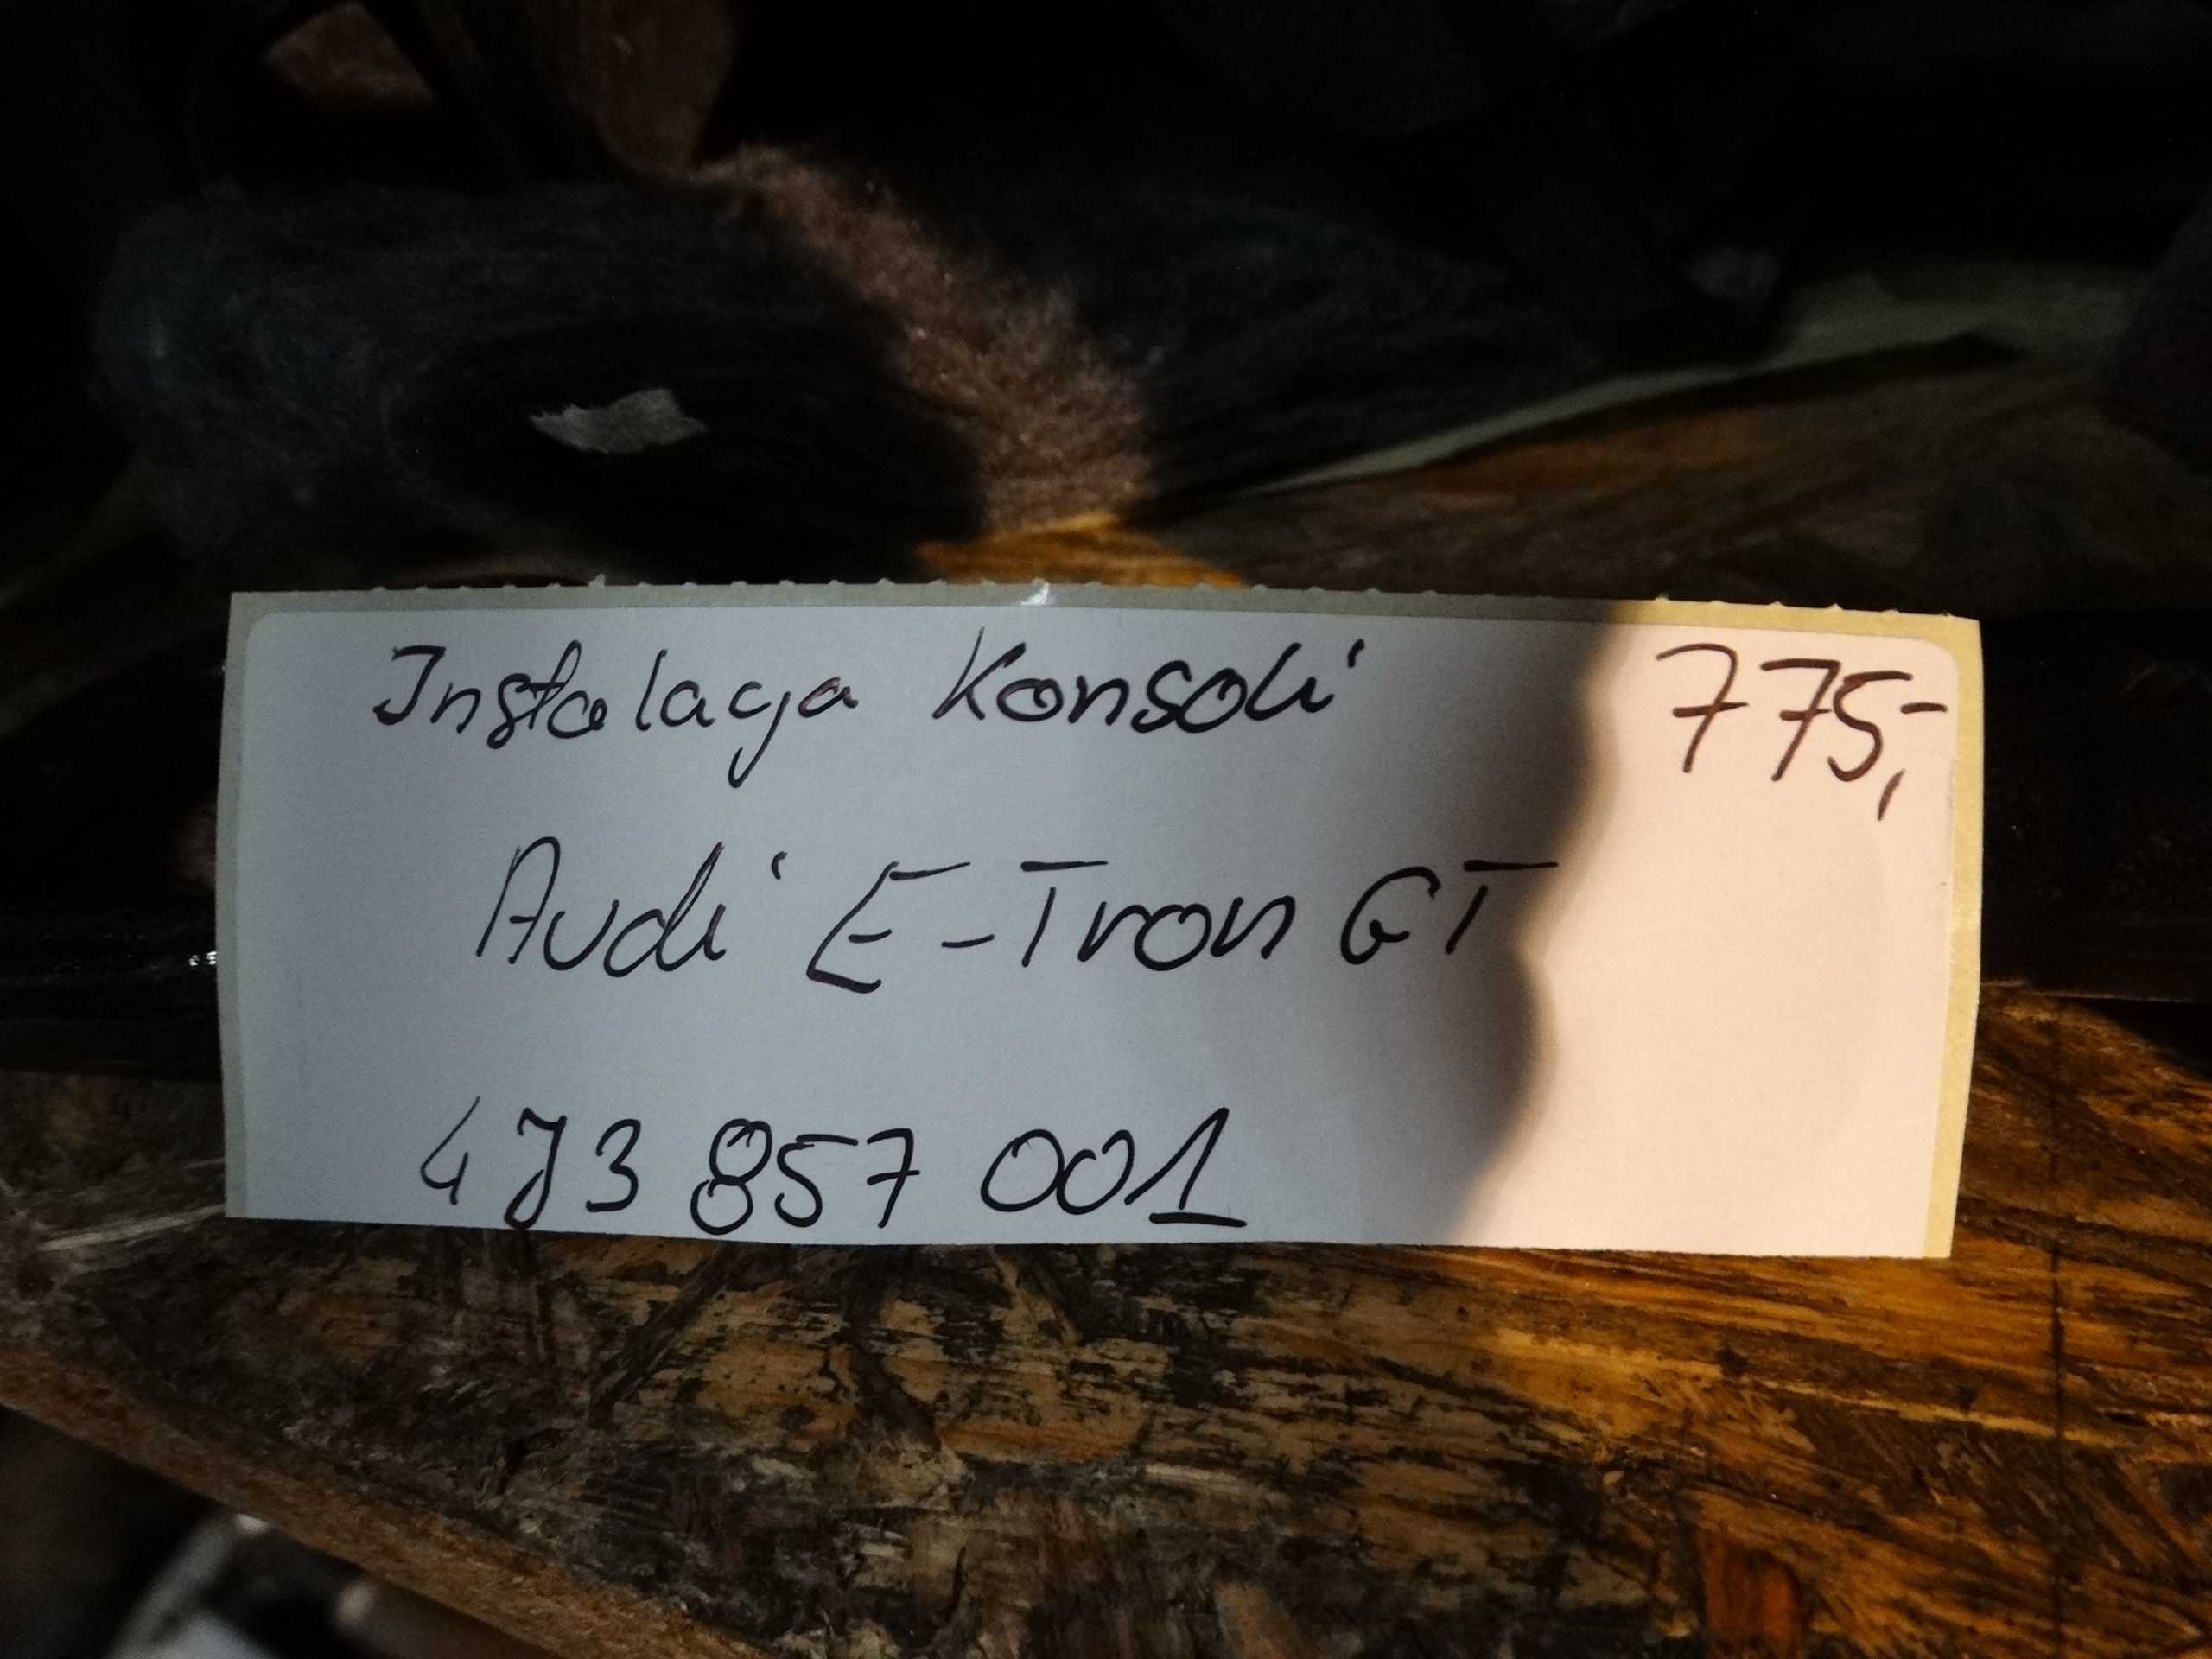 Instalacja Konsoli 775,-
Audi E-Tron GT
4J3 857 001